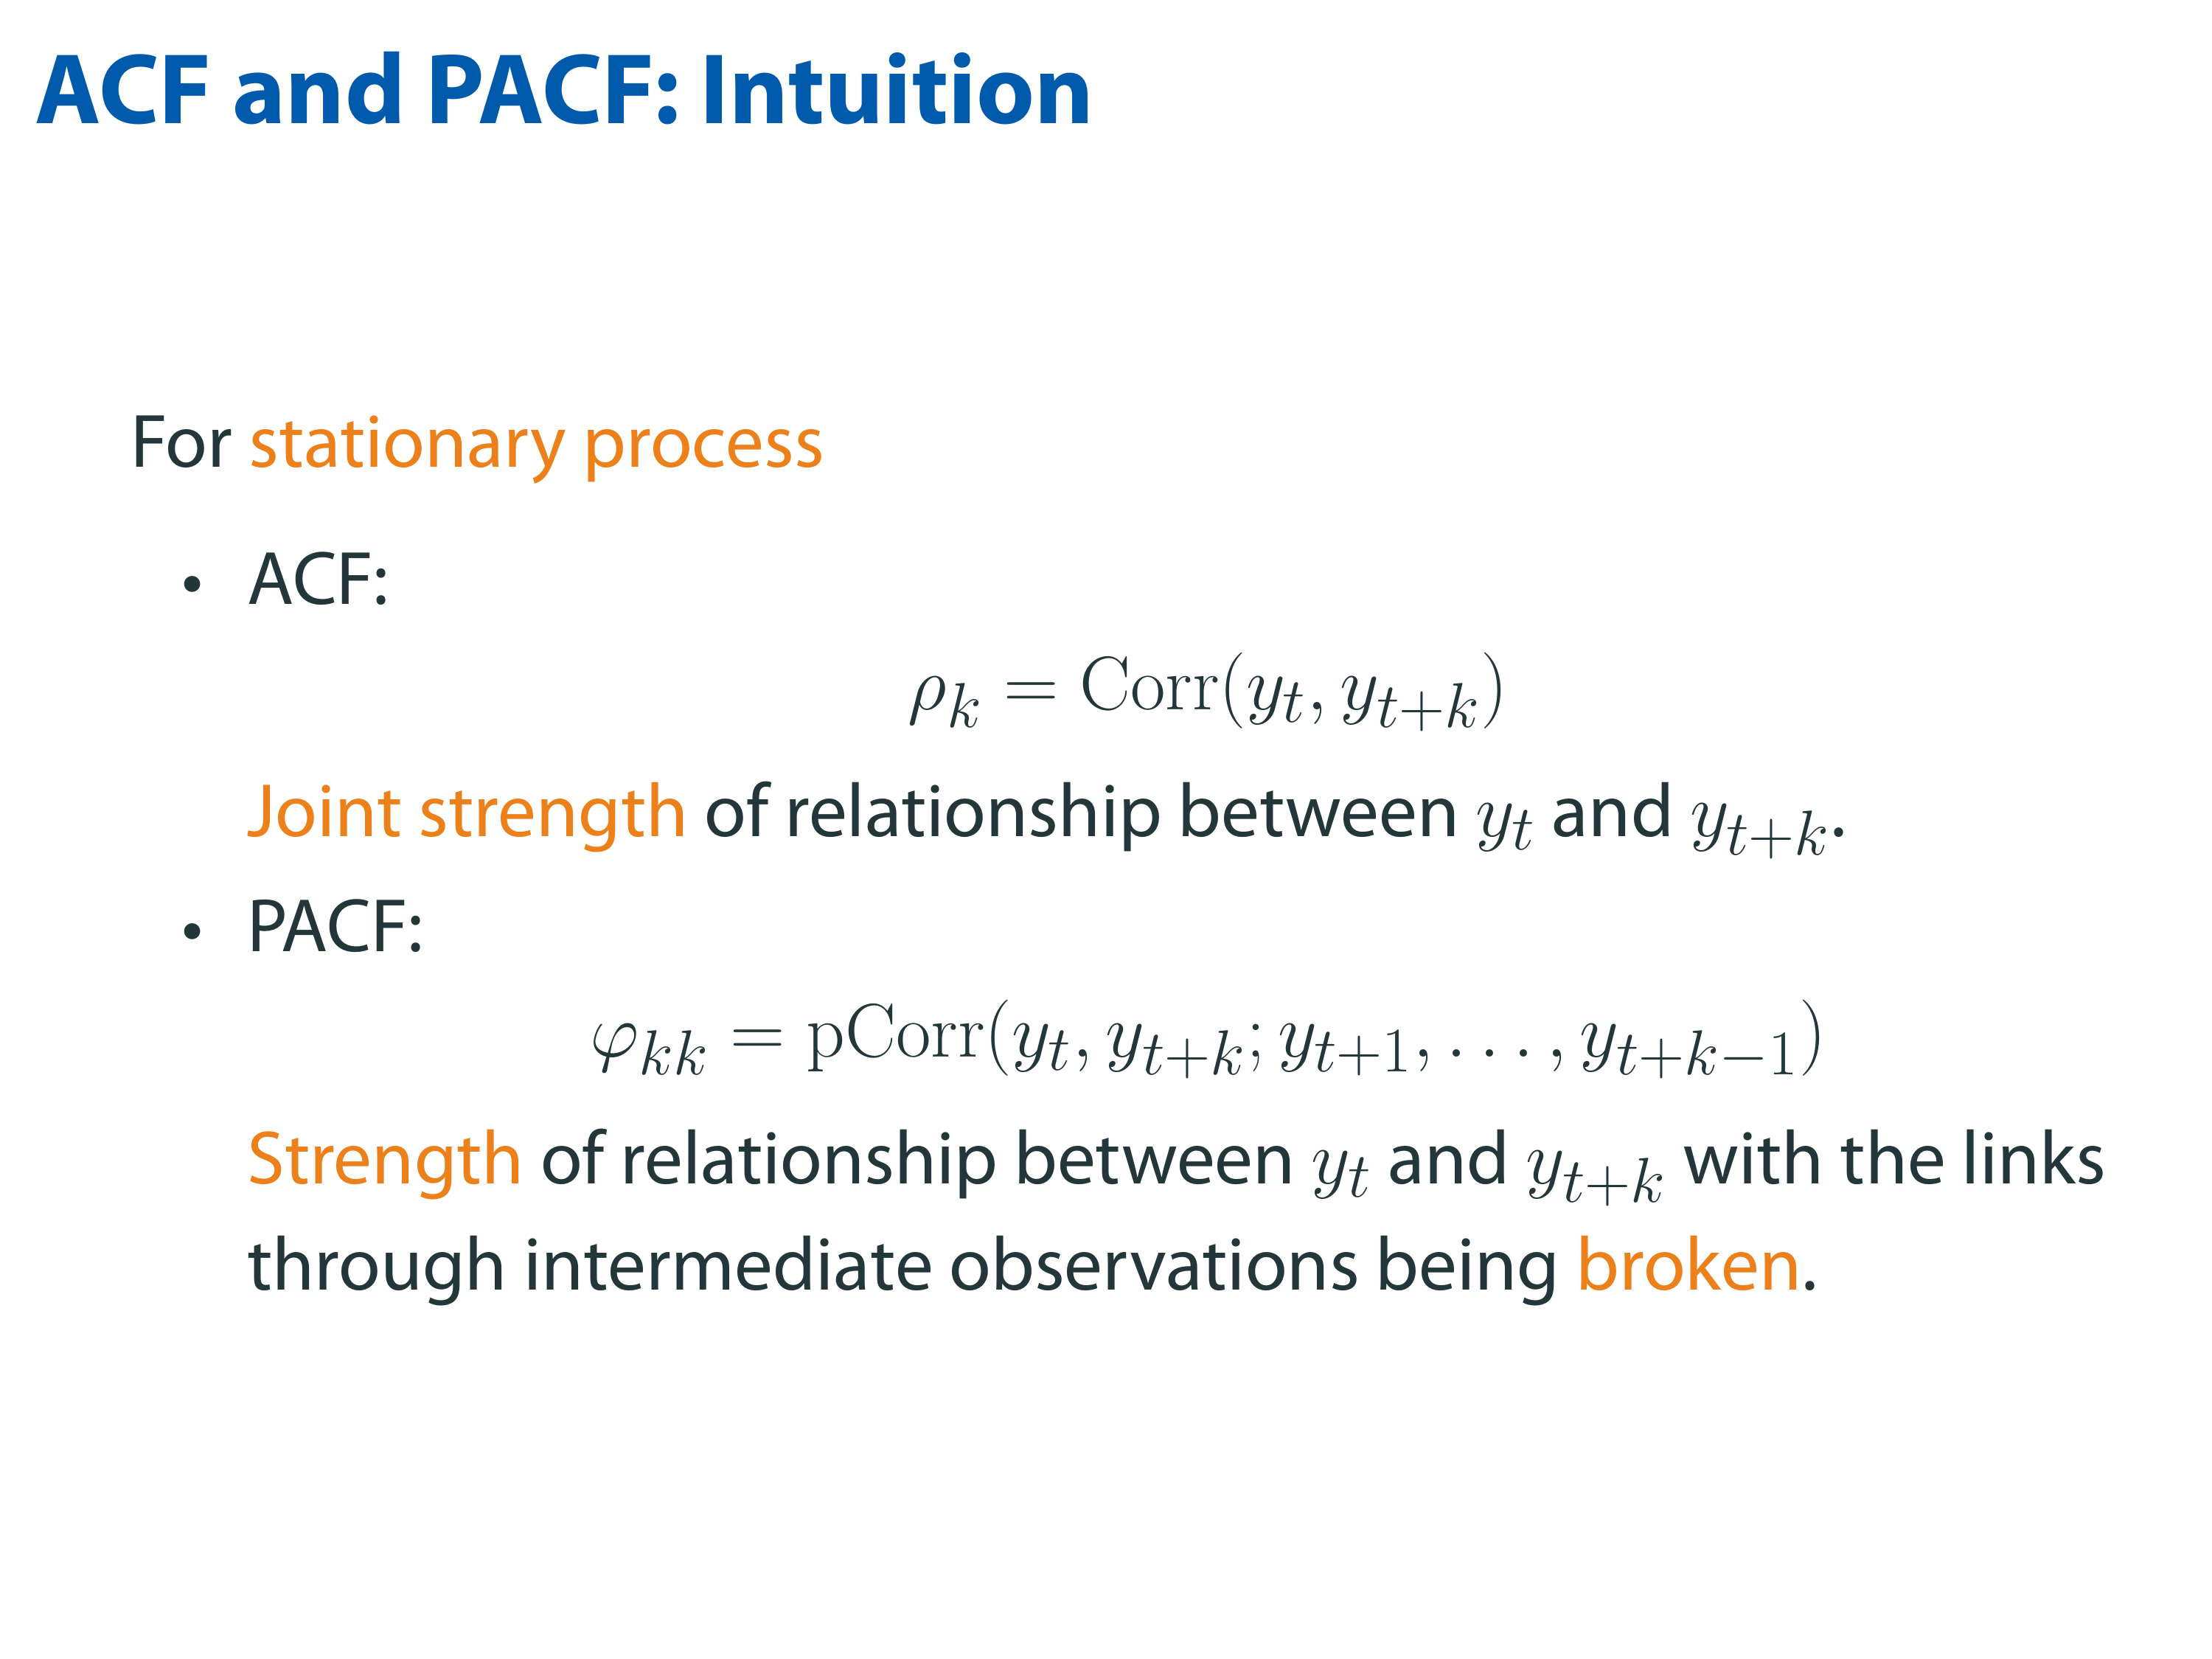 ACF and PACF: Intuition
For stationary process
• ACF:
ρ_k = Corr(y_t, y_{t+k})
Joint strength of relationship between y_t and y_{t+k}.
• PACF:
φ_{kk} = pCorr(y_t, y_{t+k}; y_{t+1}, . . . , y_{t+k−1})
Strength of relationship between y_t and y_{t+k} with the links
through intermediate observations being broken.